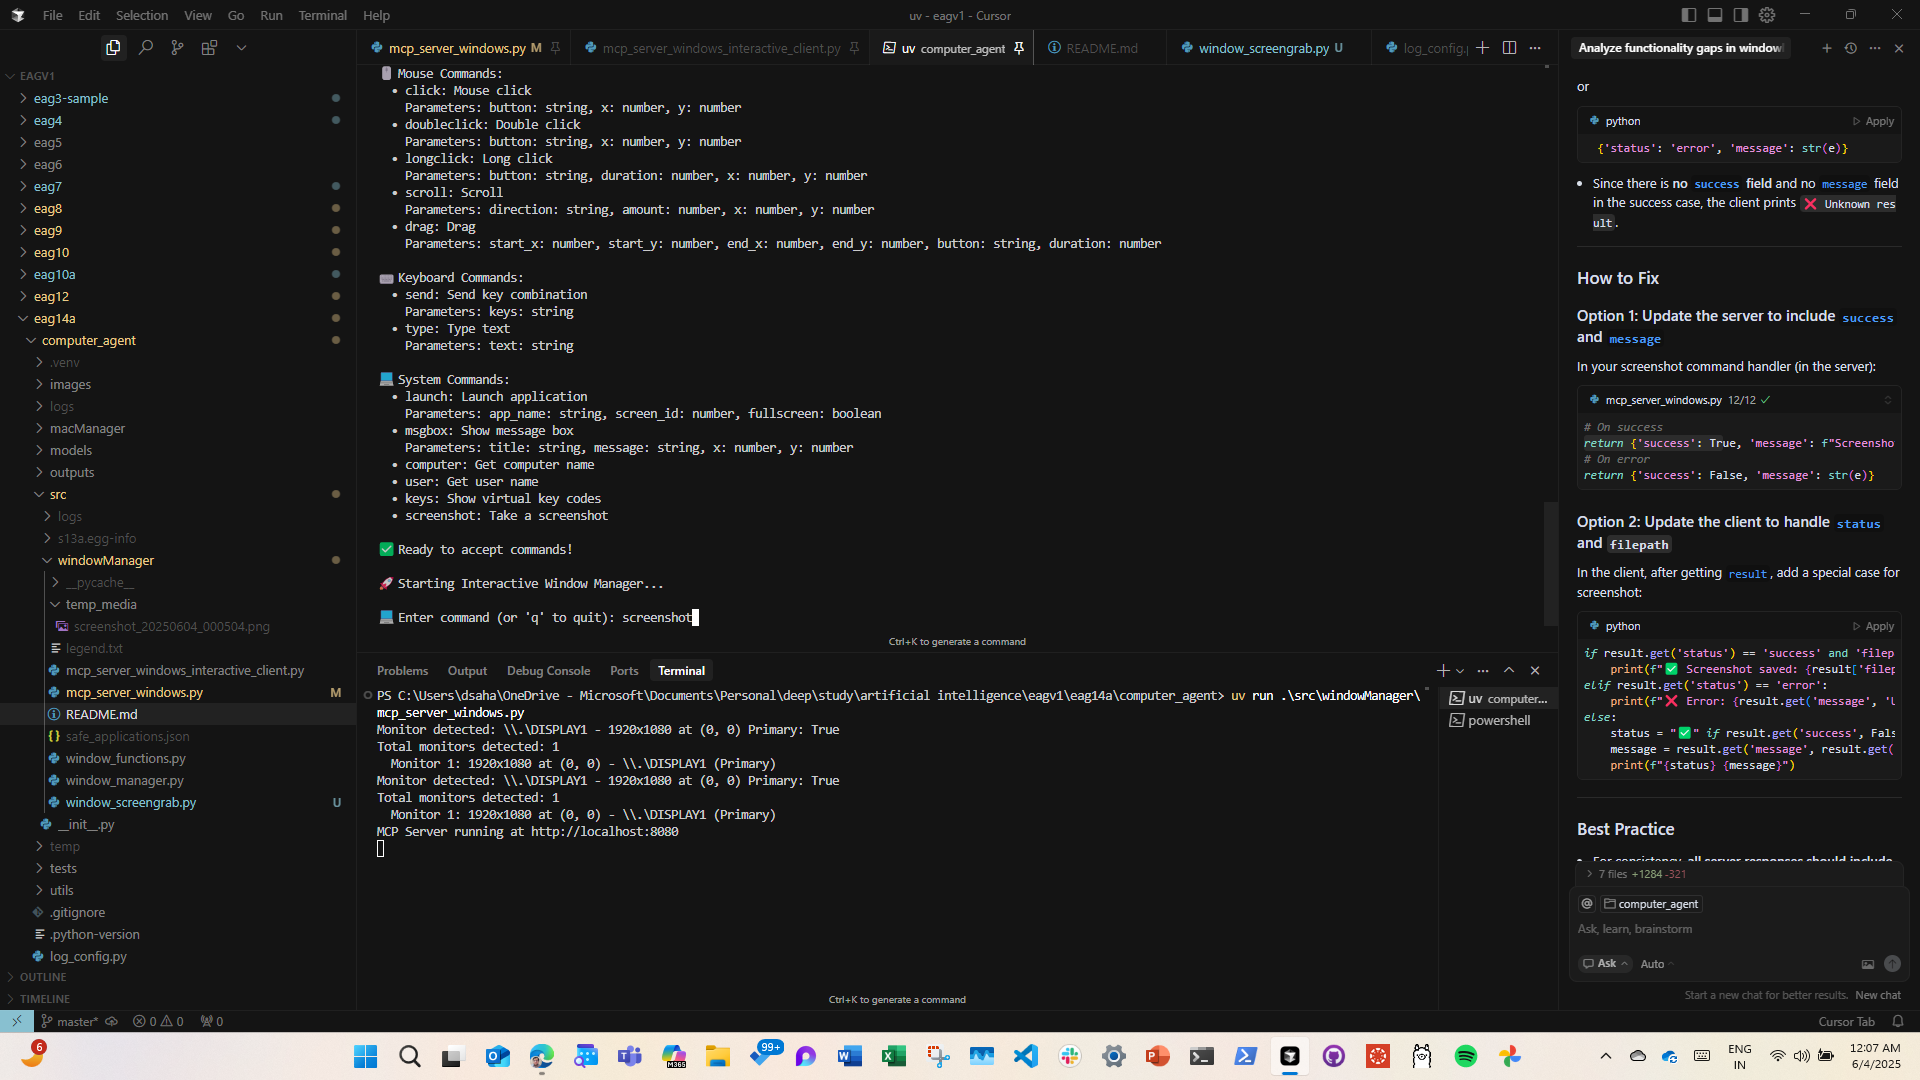 File Edit Selection View Go Run Terminal Help
uv - eagv1 - Cursor
EAGV1
eag3-sample
eag4
eag5
eag6
eag7
eag8
eag9
eag10
eag10a
eag12
eag14a
computer_agent
.venv
images
logs
macManager
models
outputs
src
logs
s13a.egg-info
windowManager
__pycache__
temp_media
screenshot_20250604_000504.png
legend.txt
mcp_server_windows_interactive_client.py
mcp_server_windows.py M
README.md
safe_applications.json
window_functions.py
window_manager.py
window_screengrab.py U
__init__.py
temp
tests
utils
.gitignore
.python-version
log_config.py
OUTLINE
TIMELINE
mcp_server_windows.py M mcp_server_windows_interactive_client.py uv computer_agent README.md window_screengrab.py U log_config.
Mouse Commands:
• click: Mouse click
Parameters: button: string, x: number, y: number
• doubleclick: Double click
Parameters: button: string, x: number, y: number
• longclick: Long click
Parameters: button: string, duration: number, x: number, y: number
• scroll: Scroll
Parameters: direction: string, amount: number, x: number, y: number
• drag: Drag
Parameters: start_x: number, start_y: number, end_x: number, end_y: number, button: string, duration: number
Keyboard Commands:
• send: Send key combination
Parameters: keys: string
• type: Type text
Parameters: text: string
System Commands:
• launch: Launch application
Parameters: app_name: string, screen_id: number, fullscreen: boolean
• msgbox: Show message box
Parameters: title: string, message: string, x: number, y: number
• computer: Get computer name
• user: Get user name
• keys: Show virtual key codes
• screenshot: Take a screenshot
✅ Ready to accept commands!
🚀 Starting Interactive Window Manager...
💻 Enter command (or 'q' to quit): screenshot
Ctrl+K to generate a command
Problems Output Debug Console Ports Terminal
PS C:\Users\dsaha\OneDrive - Microsoft\Documents\Personal\deep\study\artificial intelligence\eagv1\eag14a\computer_agent> uv run .\src\windowManager\
mcp_server_windows.py
Monitor detected: \\.\DISPLAY1 - 1920x1080 at (0, 0) Primary: True
Total monitors detected: 1
Monitor 1: 1920x1080 at (0, 0) - \\.\DISPLAY1 (Primary)
Monitor detected: \\.\DISPLAY1 - 1920x1080 at (0, 0) Primary: True
Total monitors detected: 1
Monitor 1: 1920x1080 at (0, 0) - \\.\DISPLAY1 (Primary)
MCP Server running at http://localhost:8080
Ctrl+K to generate a command
uv computer...
powershell
Analyze functionality gaps in window
or
python Apply
{'status': 'error', 'message': str(e)}
• Since there is no success field and no message field
in the success case, the client prints ❌ Unknown res
ult.
How to Fix
Option 1: Update the server to include success
and message
In your screenshot command handler (in the server):
mcp_server_windows.py 12/12 ✓
# On success
return {'success': True, 'message': f"Screensho
# On error
return {'success': False, 'message': str(e)}
Option 2: Update the client to handle status
and filepath
In the client, after getting result, add a special case for
screenshot:
python Apply
if result.get('status') == 'success' and 'filep
print(f"✅ Screenshot saved: {result['filep
elif result.get('status') == 'error':
print(f"❌ Error: {result.get('message', 'U
else:
status = "✅" if result.get('success', Fals
message = result.get('message', result.get(
print(f"{status} {message}")
Best Practice
• For consistency, all server responses should include
7 files +1284 -321
@ computer_agent
Ask, learn, brainstorm
Ask Auto
Start a new chat for better results. New chat
master* 0 0 0
Cursor Tab
6
99+
M365
ENG
IN
12:07 AM
6/4/2025